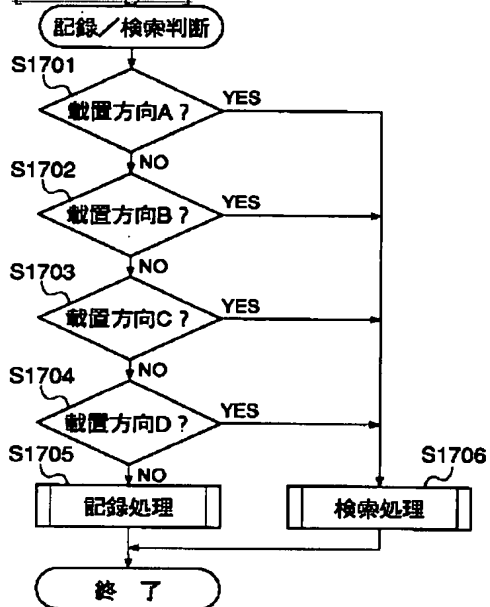 記録／検索判断
S1701
載置方向A？
YES
NO
S1702
載置方向B？
YES
NO
S1703
載置方向C？
YES
NO
S1704
載置方向D？
YES
NO
S1705
記録処理
S1706
検索処理
終 了